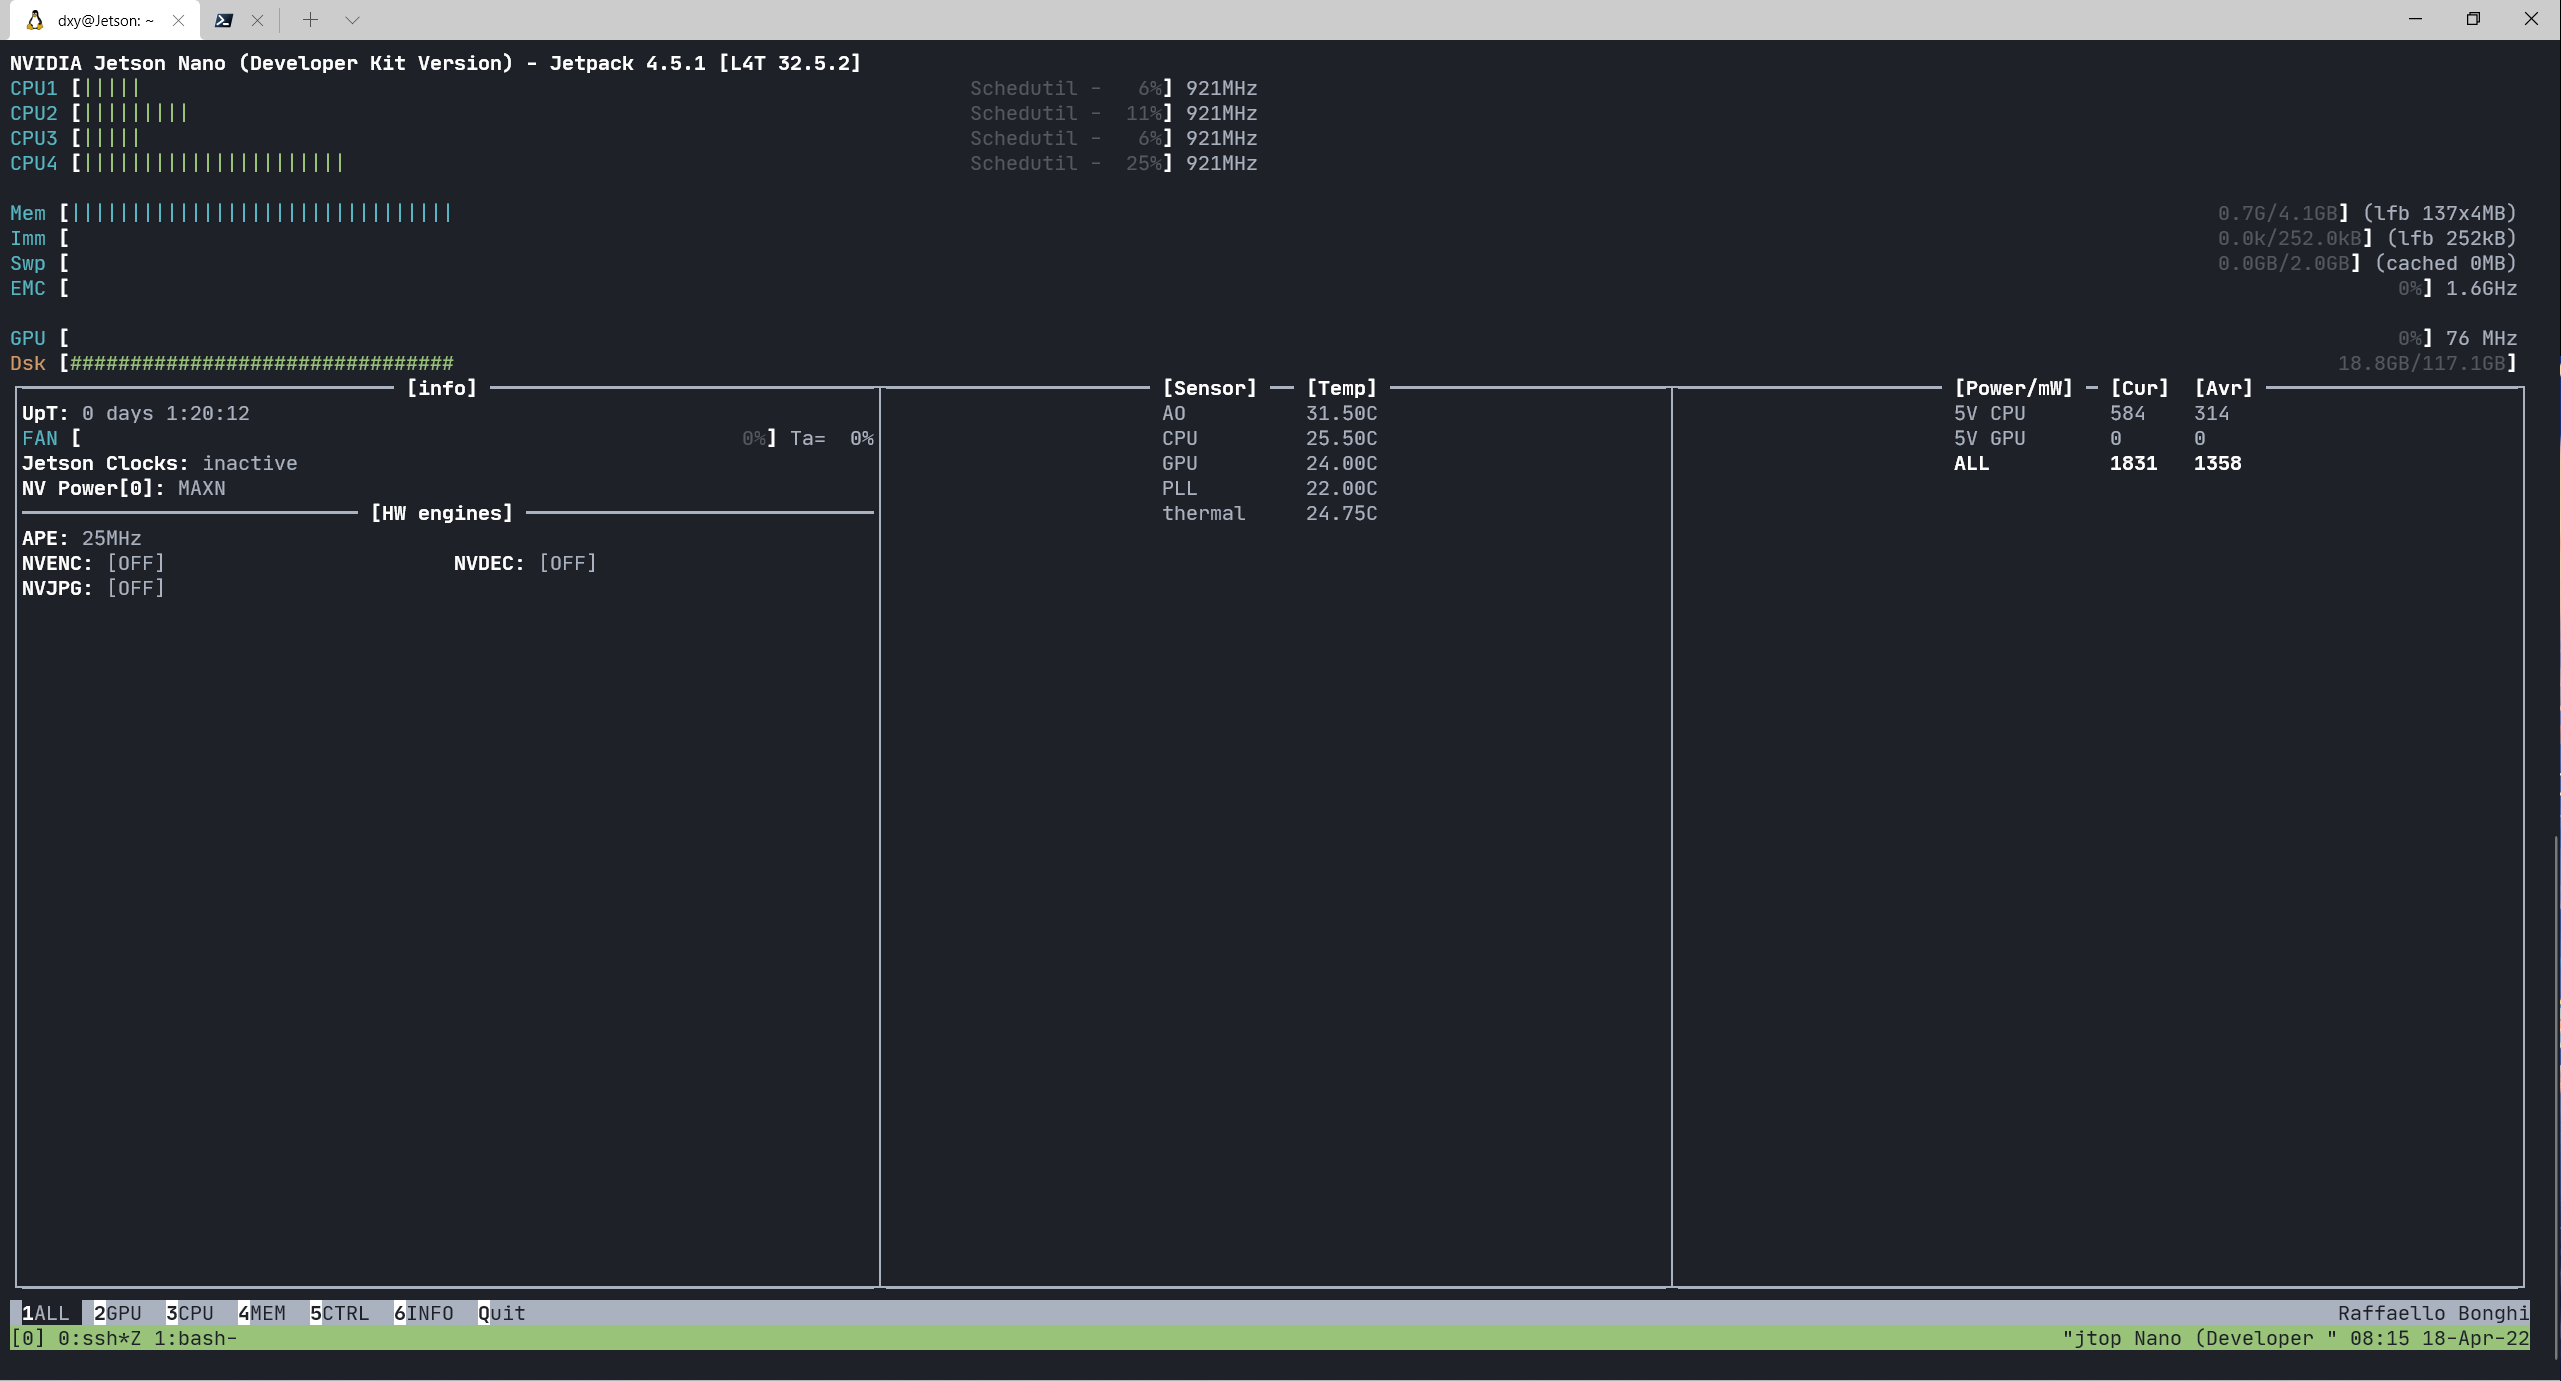 dxy@Jetson: ~
NVIDIA Jetson Nano (Developer Kit Version) - Jetpack 4.5.1 [L4T 32.5.2]
CPU1 [||||| Schedutil - 6%] 921MHz
CPU2 [||||||||| Schedutil - 11%] 921MHz
CPU3 [||||| Schedutil - 6%] 921MHz
CPU4 [|||||||||||||||||||||| Schedutil - 25%] 921MHz
Mem [|||||||||||||||||||||||||||||||| 0.7G/4.1GB] (lfb 137x4MB)
Imm [ 0.0k/252.0kB] (lfb 252kB)
Swp [ 0.0GB/2.0GB] (cached 0MB)
EMC [ 0%] 1.6GHz
GPU [ 0%] 76 MHz
Dsk [################################ 18.8GB/117.1GB]
[info]
UpT: 0 days 1:20:12
FAN [ 0%] Ta= 0%
Jetson Clocks: inactive
NV Power[0]: MAXN
[HW engines]
APE: 25MHz
NVENC: [OFF] NVDEC: [OFF]
NVJPG: [OFF]
[Sensor] [Temp]
AO 31.50C
CPU 25.50C
GPU 24.00C
PLL 22.00C
thermal 24.75C
[Power/mW] [Cur] [Avr]
5V CPU 584 314
5V GPU 0 0
ALL 1831 1358
1ALL 2GPU 3CPU 4MEM 5CTRL 6INFO Quit Raffaello Bonghi
[0] 0:ssh*Z 1:bash- "jtop Nano (Developer " 08:15 18-Apr-22